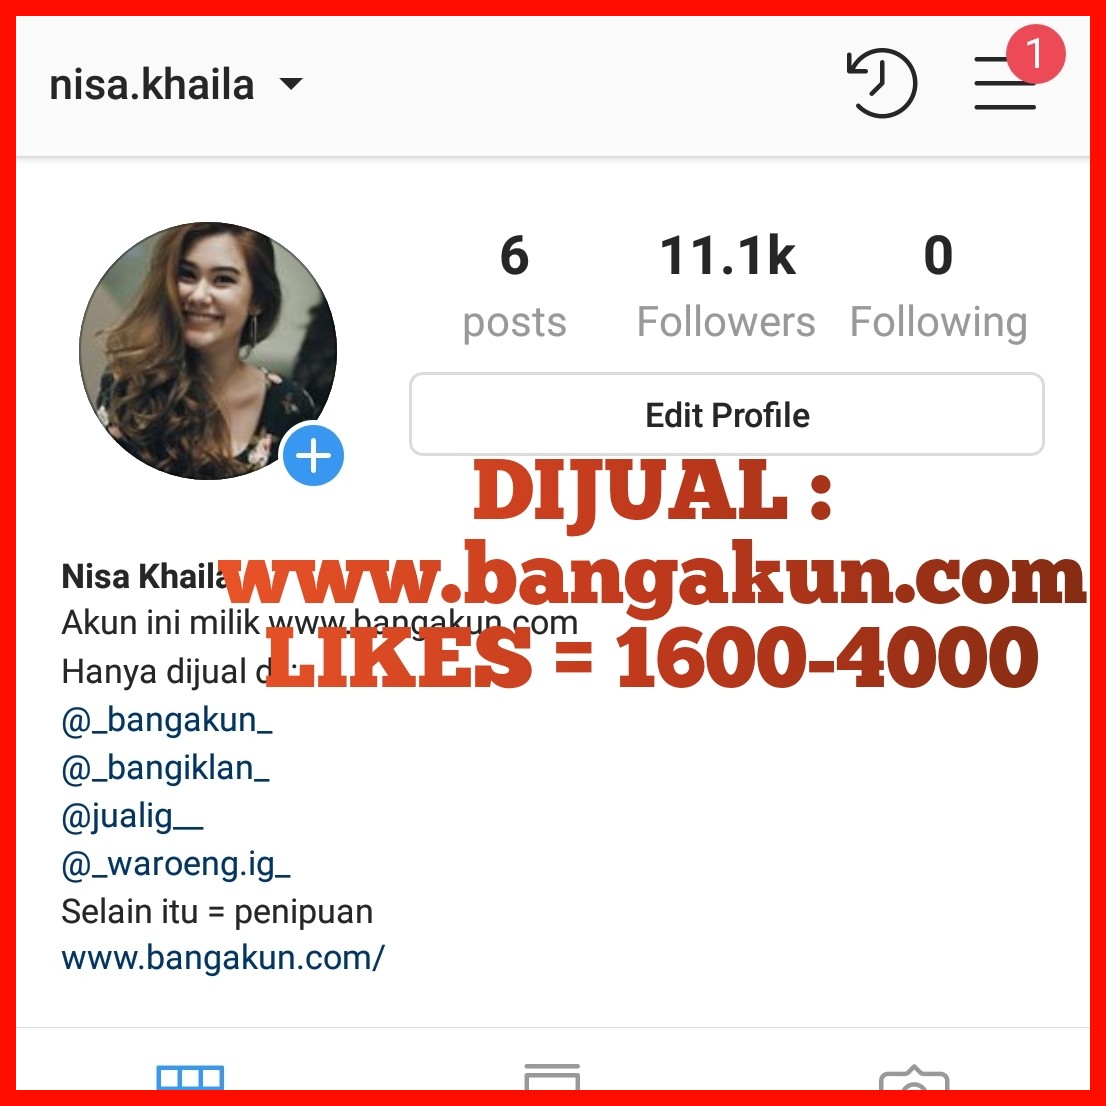 nisa.khaila
1
6
11.1k
0
posts
Followers
Following
Edit Profile
DIJUAL :
www.bangakun.com
LIKES = 1600-4000
Nisa Khaila
Akun ini milik www.bangakun.com
Hanya dijual di :
@_bangakun_
@_bangiklan_
@jualig__
@_waroeng.ig_
Selain itu = penipuan
www.bangakun.com/